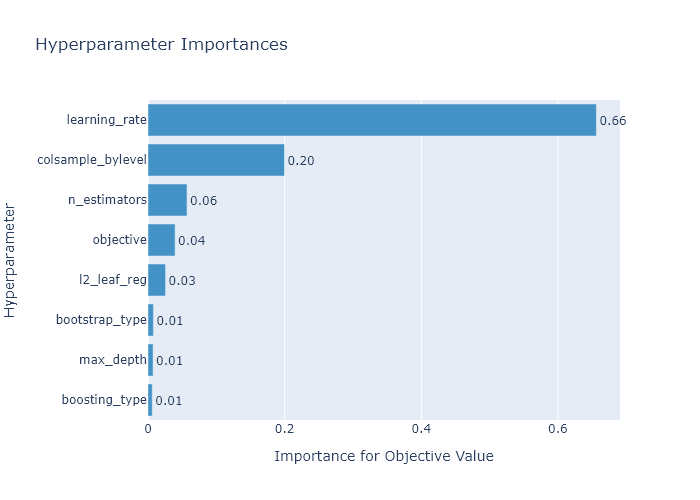 Hyperparameter Importances
Hyperparameter
learning_rate 0.66
colsample_bylevel 0.20
n_estimators 0.06
objective 0.04
l2_leaf_reg 0.03
bootstrap_type 0.01
max_depth 0.01
boosting_type 0.01
0 0.2 0.4 0.6
Importance for Objective Value